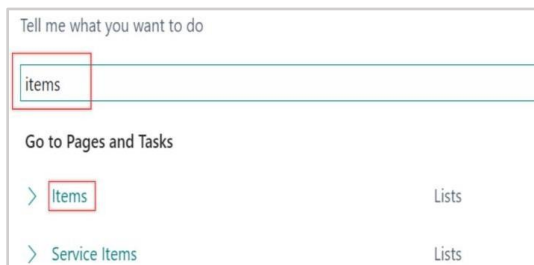 Tell me what you want to do
items
Go to Pages and Tasks
Items Lists
Service Items Lists